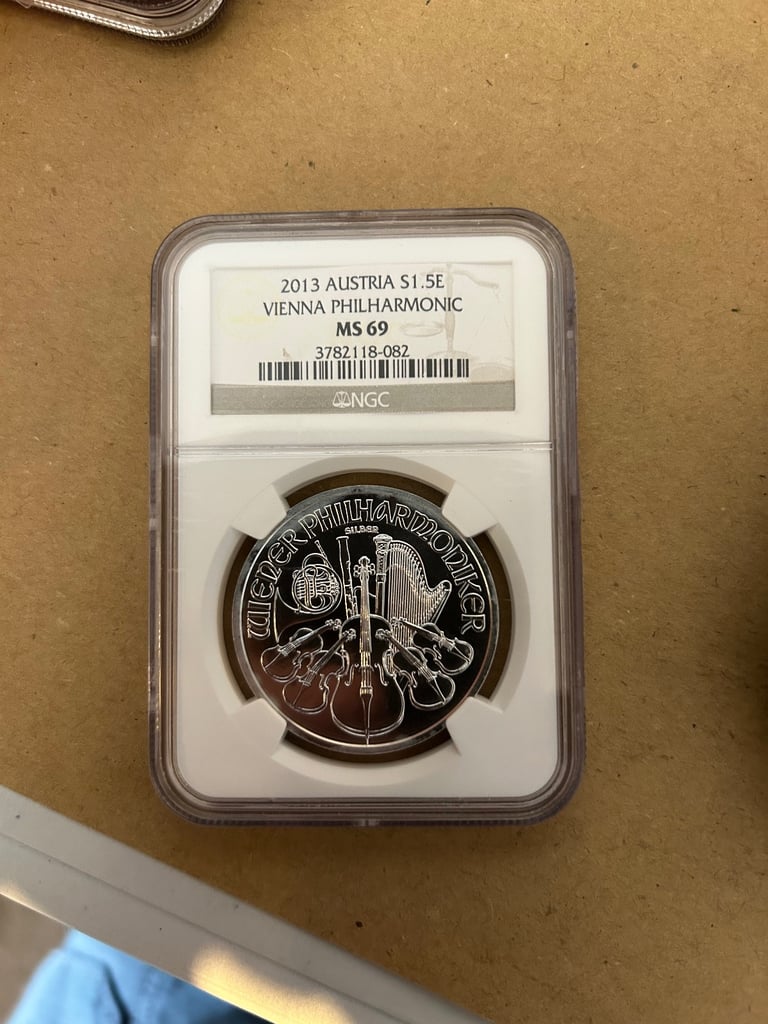 2013 AUSTRIA S1.5E
VIENNA PHILHARMONIC
MS 69
3782118-082
NGC
WIENER PHILHARMONIKER
SILBER